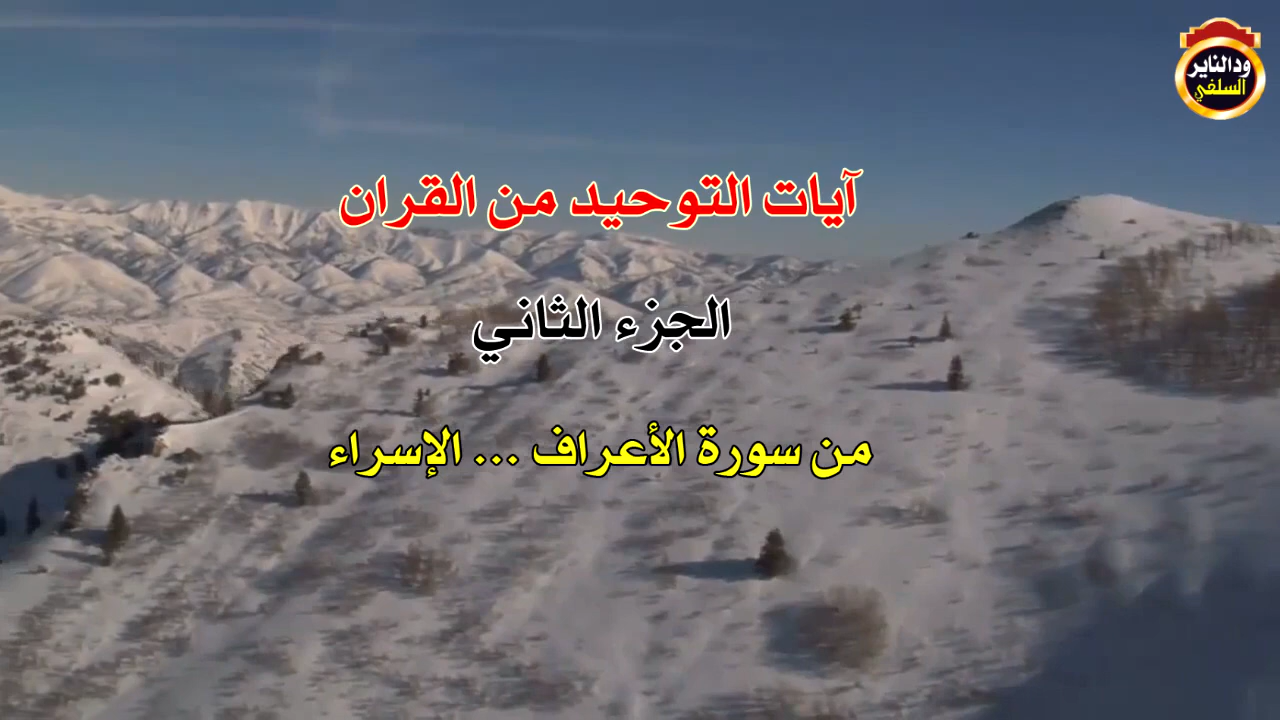 ودالناير
السلفي
آيات التوحيد من القران
الجزء الثاني
من سورة الأعراف ... الإسراء